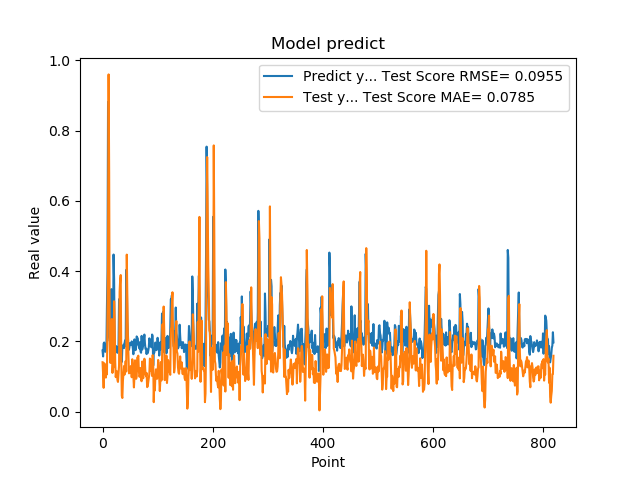 Model predict
Predict y... Test Score RMSE= 0.0955
Test y... Test Score MAE= 0.0785
1.0
0.8
0.6
0.4
0.2
0.0
Real value
0 200 400 600 800
Point